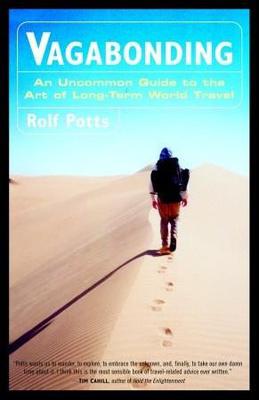 VAGABONDING
An Uncommon Guide to the
Art of Long-Term World Travel
Rolf Potts
"Potts wants us to wander, to explore, to embrace the unknown, and, finally, to take our own damn
time about it. I think this is the most sensible book of travel-related advice ever written."
TIM CAHILL, author of Hold the Enlightenment